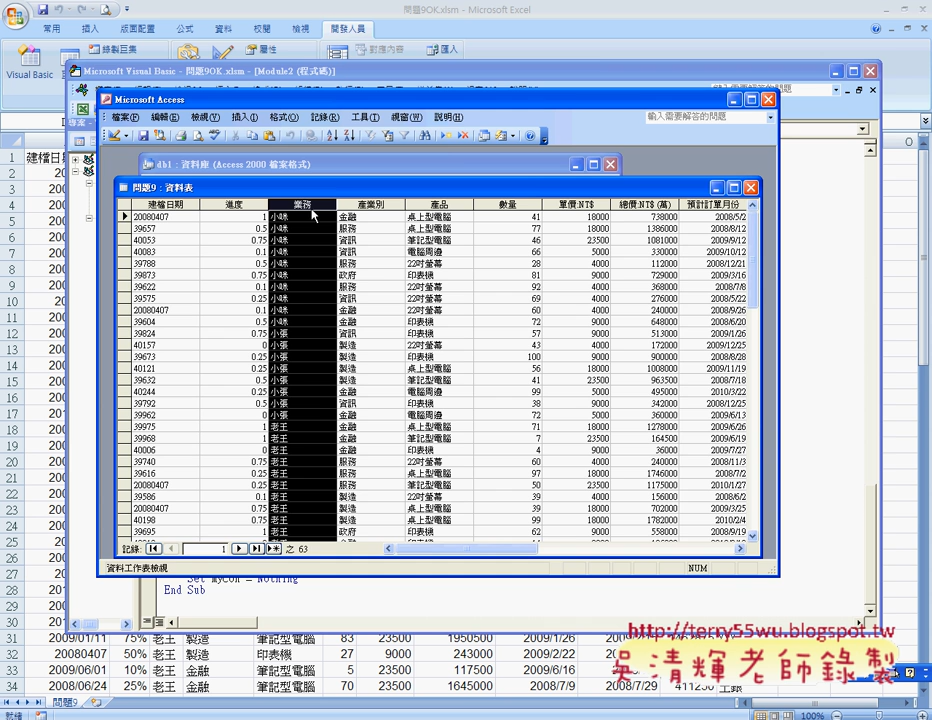 問題9OK.xlsm - Microsoft Excel
常用 插入 版面配置 公式 資料 校閱 檢視 開發人員
Visual Basic 錄製巨集 屬性 對應內容 匯入
Microsoft Visual Basic - 問題9OK.xlsm - [Module2 (程式碼)]
Microsoft Access
檔案(F) 編輯(E) 檢視(V) 插入(I) 格式(O) 記錄(R) 工具(T) 視窗(W) 說明(H) 輸入需要解答的問題
db1 : 資料庫 (Access 2000 檔案格式)
問題9 : 資料表
建檔日期 進度 業務 產業別 產品 數量 單價:NT$ 總價:NT$ (萬) 預計訂單月份
20080407 1 小咪 金融 桌上型電腦 41 18000 738000 2008/5/2
39657 0.5 小咪 服務 桌上型電腦 77 18000 1386000 2008/8/12
40053 0.75 小咪 資訊 筆記型電腦 46 23500 1081000 2009/9/12
40083 0.1 小咪 資訊 電腦周邊 66 5000 330000 2009/10/12
39788 0.5 小咪 服務 22吋螢幕 28 4000 112000 2008/12/21
39873 0.75 小咪 政府 印表機 81 9000 729000 2009/3/16
39622 0.1 小咪 服務 22吋螢幕 92 4000 368000 2008/7/8
39575 0.25 小咪 資訊 22吋螢幕 69 4000 276000 2008/5/22
20080407 0.1 小咪 金融 22吋螢幕 60 4000 240000 2008/9/26
39604 0.5 小咪 金融 印表機 72 9000 648000 2008/6/20
39824 0.75 小張 資訊 印表機 57 9000 513000 2009/1/26
40157 0 小張 製造 22吋螢幕 43 4000 172000 2009/12/25
39673 0.25 小張 製造 印表機 100 9000 900000 2008/8/28
40121 0.25 小張 製造 桌上型電腦 56 18000 1008000 2009/11/19
39632 0.5 小張 製造 筆記型電腦 41 23500 963500 2008/7/18
40244 0.25 小張 金融 電腦周邊 99 5000 495000 2010/3/22
39792 0.5 小張 資訊 印表機 38 9000 342000 2008/12/25
39962 0 小張 金融 電腦周邊 72 5000 360000 2009/6/13
39975 1 老王 金融 桌上型電腦 71 18000 1278000 2009/6/26
39968 1 老王 金融 筆記型電腦 7 23500 164500 2009/6/19
40006 0 老王 金融 印表機 4 9000 36000 2009/7/27
39740 0.75 老王 服務 22吋螢幕 60 4000 240000 2008/11/3
39616 0.25 老王 服務 桌上型電腦 97 18000 1746000 2008/7/2
20080407 0.25 老王 服務 筆記型電腦 50 23500 1175000 2010/1/27
39586 0.1 老王 製造 22吋螢幕 39 4000 156000 2008/6/2
20080407 0.75 老王 製造 桌上型電腦 39 18000 702000 2009/3/25
40198 0.75 老王 製造 桌上型電腦 99 18000 1782000 2010/2/4
39695 1 老王 政府 印表機 62 9000 558000 2008/9/19
記錄: 1 之 63
資料工作表檢視 NUM
Set myCon = Nothing
End Sub
31 2009/01/11 75% 老王 製造 筆記型電腦 83 23500 1950500 2009/1/26
32 20080407 50% 老王 製造 印表機 27 9000 243000 2009/2/22
33 2009/06/01 10% 老王 金融 筆記型電腦 5 23500 117500 2009/6/16
34 2008/06/24 25% 老王 金融 筆記型電腦 70 23500 1645000 2008/7/9 2008/7/29 411250
http://terry55wu.blogspot.tw
吳清輝老師錄製
問題9
就緒 100%